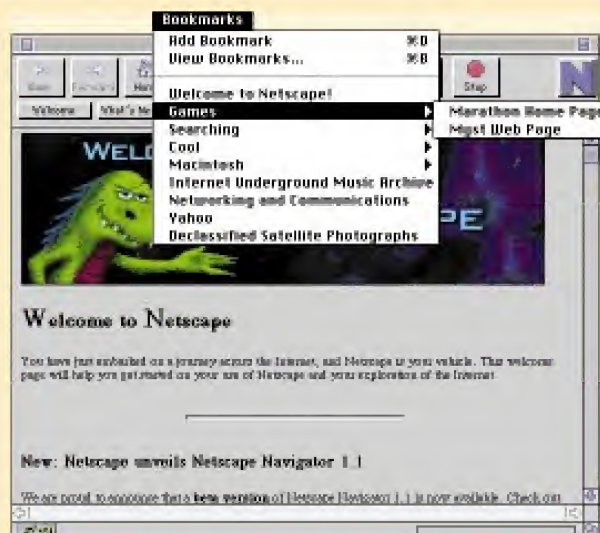 Bookmarks
Add Bookmark ⌘D
View Bookmarks... ⌘B
Welcome to Netscape!
Games
Searching
Cool
Macintosh
Internet Underground Music Archive
Networking and Communications
Yahoo
Declassified Satellite Photographs
Marathon Home Page
Myst Web Page
Stop
N
Welcome What's Ne
WELC
PE
Welcome to Netscape
You have just embarked on a journey across the Internet, and Netscape is your vehicle. This welcome
page will help you get started on your use of Netscape and your exploration of the Internet.
New: Netscape unveils Netscape Navigator 1.1
We are proud to announce that a beta version of Netscape Navigator 1.1 is now available. Check out